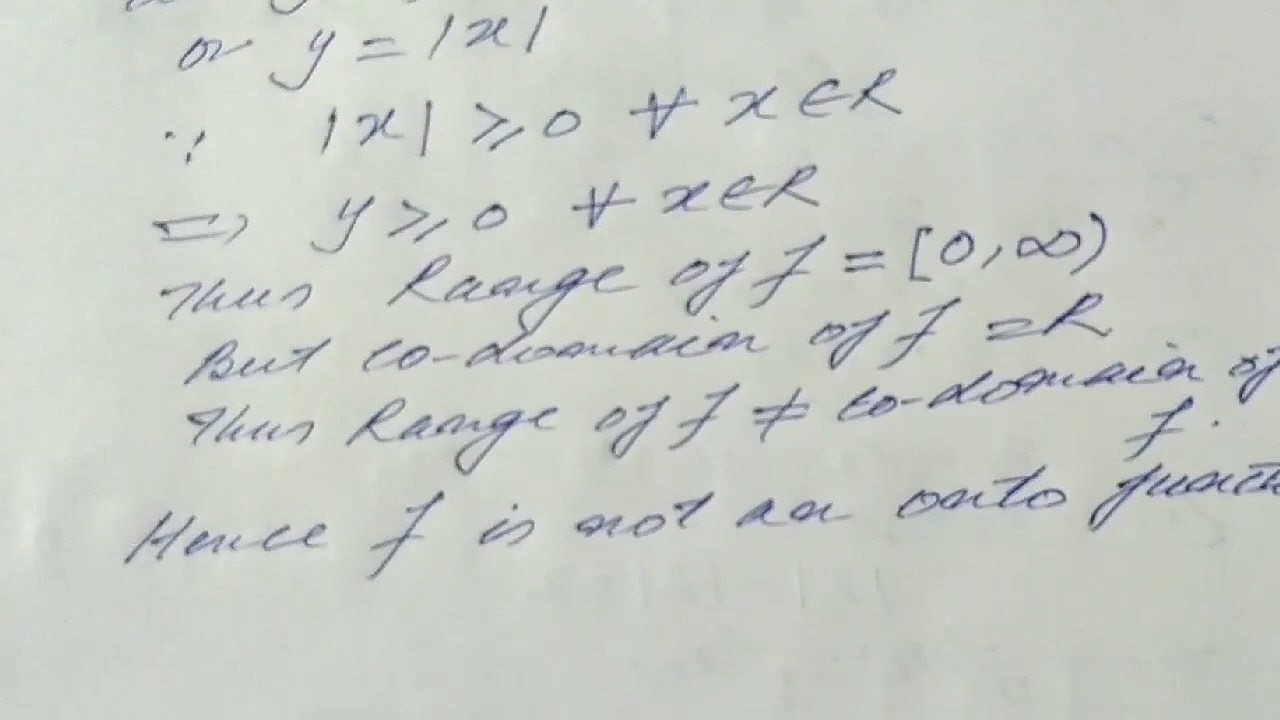 or y = |x|
∵ |x| ≥ 0 ∀ x ∈ R
⇒ y ≥ 0 ∀ x ∈ R
Thus Range of f = [0, ∞)
But co-domain of f = R
Thus Range of f ≠ co-domain of
f.
Hence f is not an onto